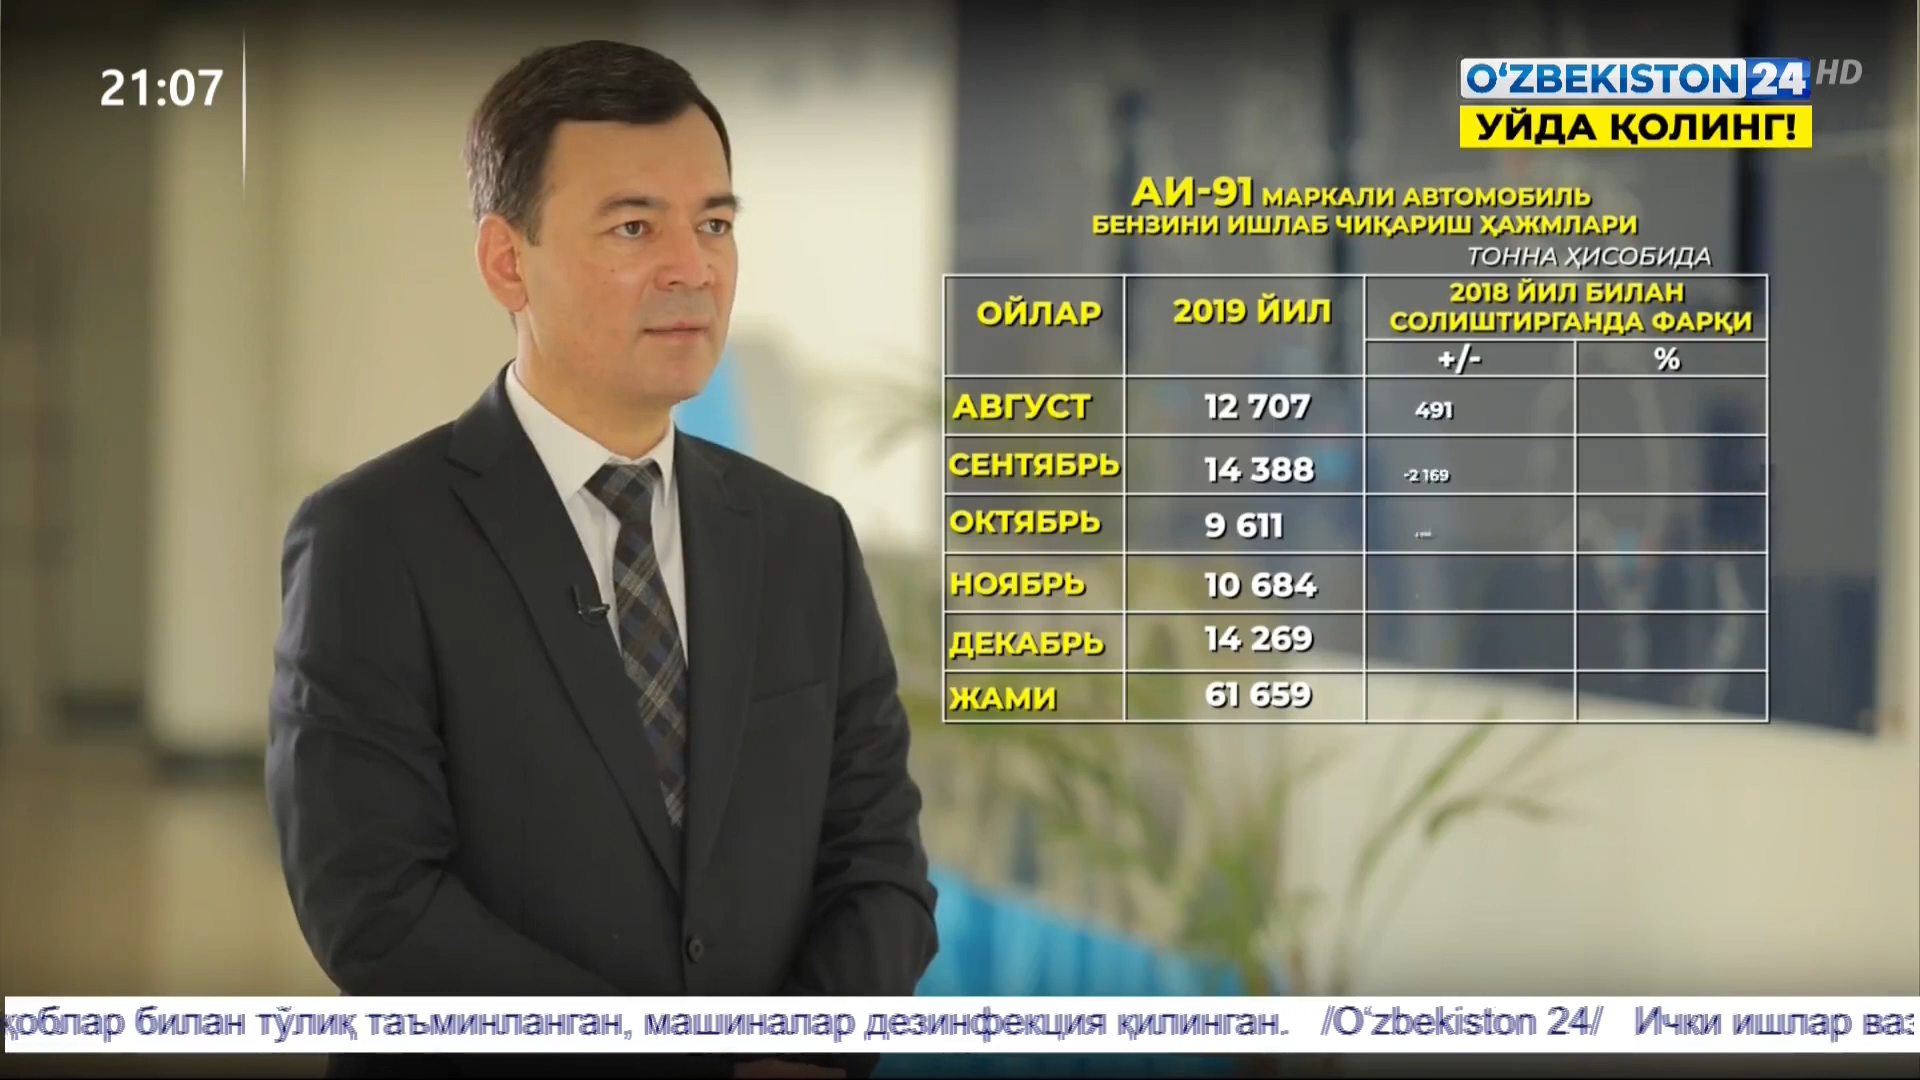 21:07
O‘ZBEKISTON 24 HD
УЙДА ҚОЛИНГ!
АИ-91 МАРКАЛИ АВТОМОБИЛЬ
БЕНЗИНИ ИШЛАБ ЧИҚАРИШ ҲАЖМЛАРИ
ТОННА ҲИСОБИДА
ОЙЛАР 2019 ЙИЛ 2018 ЙИЛ БИЛАН
СОЛИШТИРГАНДА ФАРҚИ
+/- %
АВГУСТ 12 707 491
СЕНТЯБРЬ 14 388 -2 169
ОКТЯБРЬ 9 611
НОЯБРЬ 10 684
ДЕКАБРЬ 14 269
ЖАМИ 61 659
қоблар билан тўлиқ таъминланган, машиналар дезинфекция қилинган. /O‘zbekiston 24/ Ички ишлар ваз